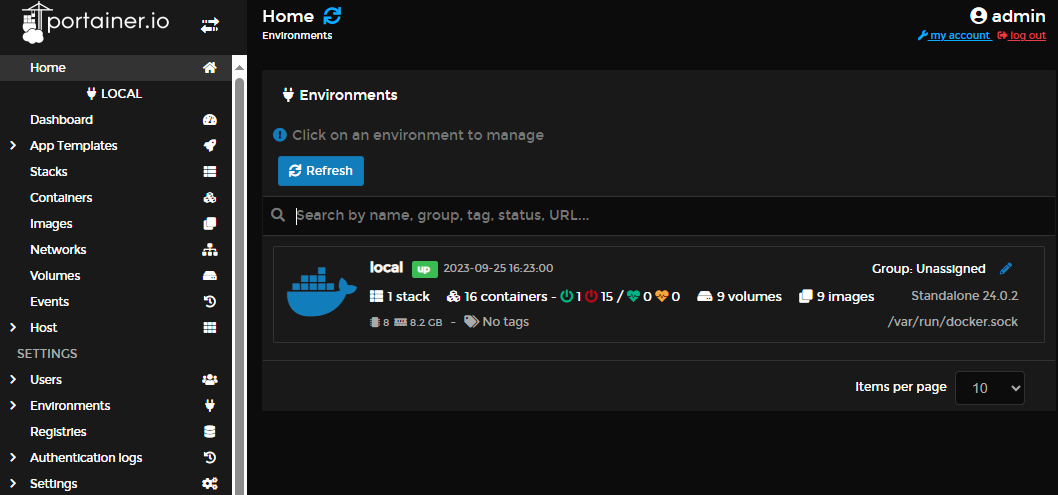 portainer.io
Home
LOCAL
Dashboard
App Templates
Stacks
Containers
Images
Networks
Volumes
Events
Host
SETTINGS
Users
Environments
Registries
Authentication logs
Settings
Home
Environments
admin
my account log out
Environments
Click on an environment to manage
Refresh
Search by name, group, tag, status, URL...
local up 2023-09-25 16:23:00 Group: Unassigned
1 stack 16 containers - 1 15 / 0 0 9 volumes 9 images Standalone 24.0.2
8 8.2 GB - No tags /var/run/docker.sock
Items per page 10